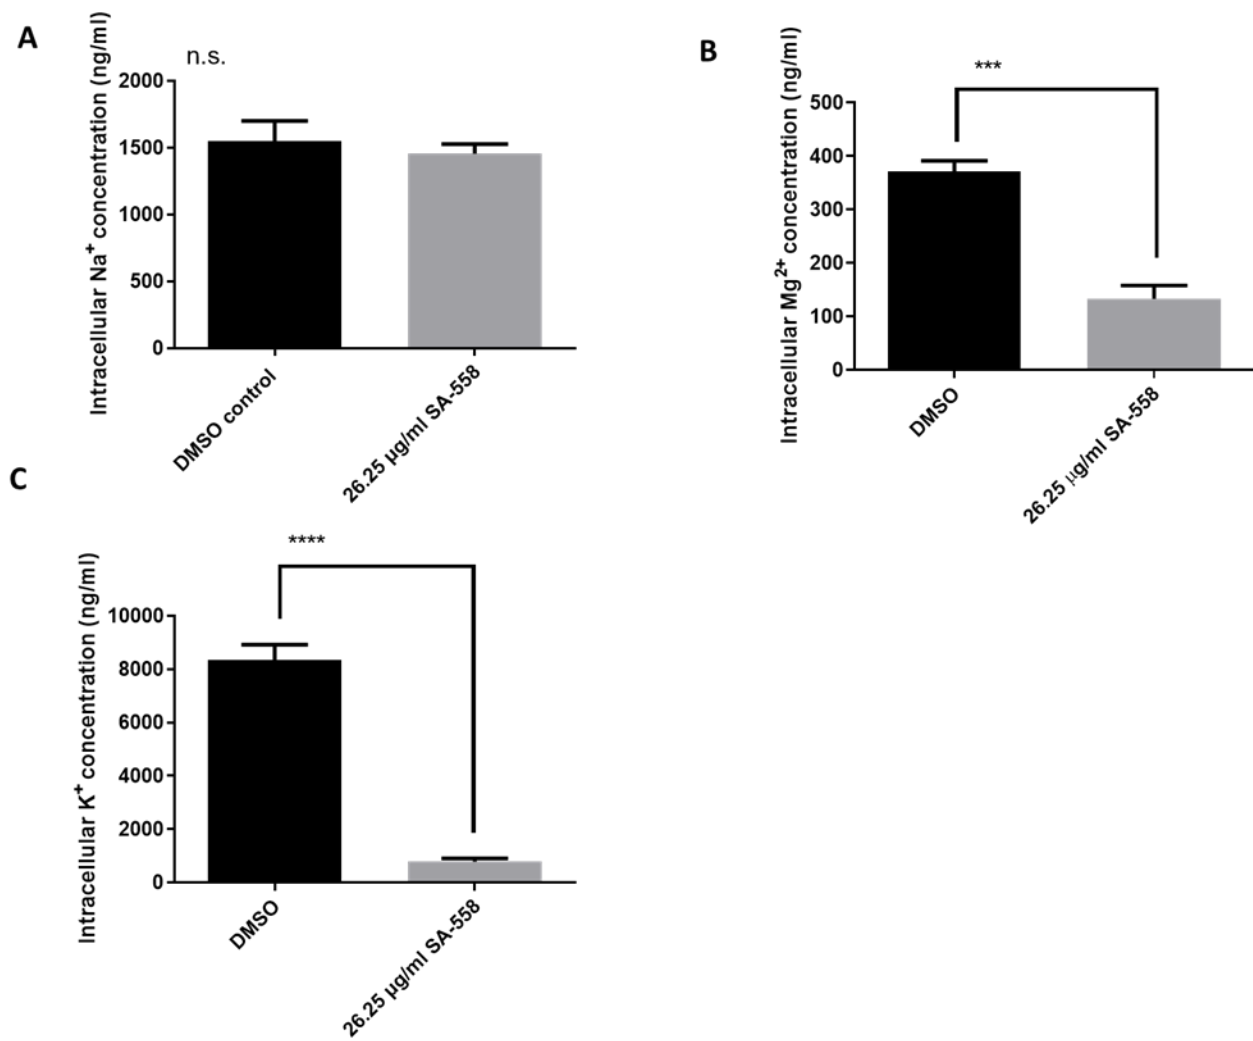 A
n.s.
Intracellular Na+ concentration (ng/ml)
2000
1500
1000
500
0
DMSO control
26.25 µg/ml SA-558
B
***
Intracellular Mg2+ concentration (ng/ml)
500
400
300
200
100
0
DMSO
26.25 µg/ml SA-558
C
****
Intracellular K+ concentration (ng/ml)
10000
8000
6000
4000
2000
0
DMSO
26.25 µg/ml SA-558